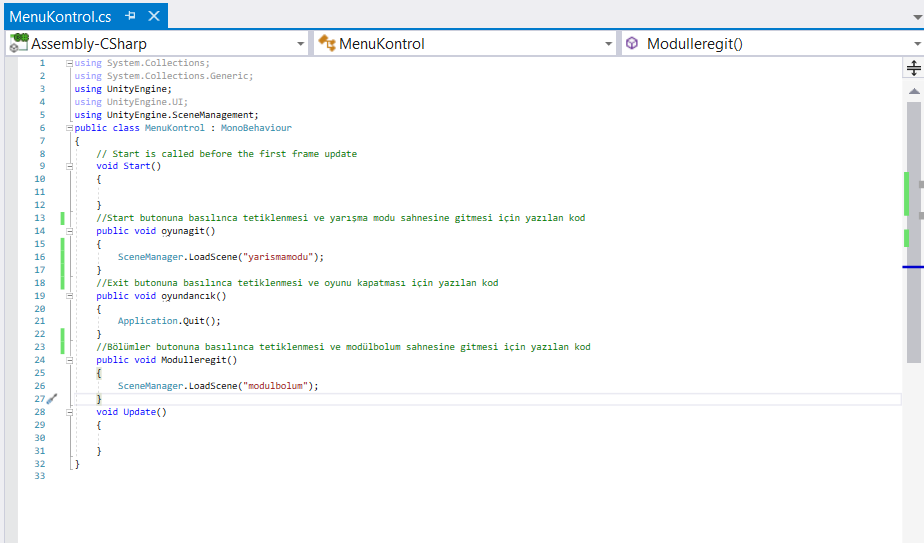 MenuKontrol.cs
Assembly-CSharp MenuKontrol Modulleregit()
1 using System.Collections;
2 using System.Collections.Generic;
3 using UnityEngine;
4 using UnityEngine.UI;
5 using UnityEngine.SceneManagement;
6 public class MenuKontrol : MonoBehaviour
7 {
8 // Start is called before the first frame update
9 void Start()
10 {
11
12 }
13 //Start butonuna basılınca tetiklenmesi ve yarışma modu sahnesine gitmesi için yazılan kod
14 public void oyunagit()
15 {
16 SceneManager.LoadScene("yarismamodu");
17 }
18 //Exit butonuna basılınca tetiklenmesi ve oyunu kapatması için yazılan kod
19 public void oyundancık()
20 {
21 Application.Quit();
22 }
23 //Bölümler butonuna basılınca tetiklenmesi ve modülbolum sahnesine gitmesi için yazılan kod
24 public void Modulleregit()
25 {
26 SceneManager.LoadScene("modulbolum");
27 }
28 void Update()
29 {
30
31 }
32 }
33